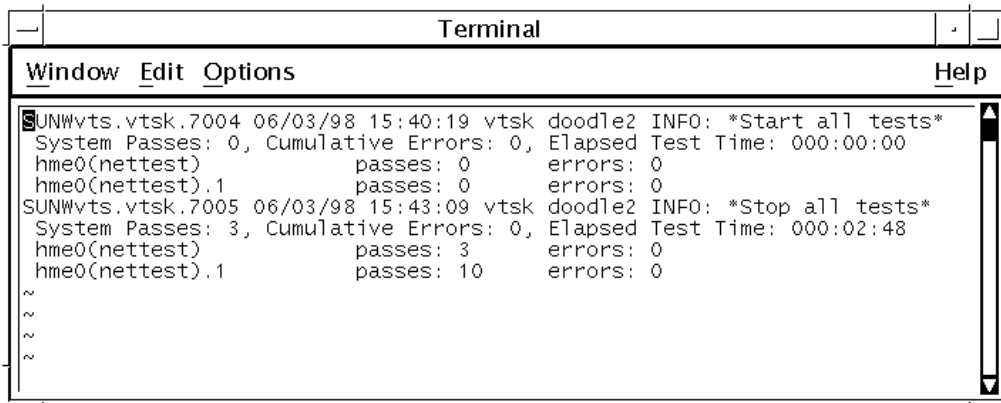 Terminal
Window Edit Options Help
SUNWvts.vtsk.7004 06/03/98 15:40:19 vtsk doodle2 INFO: *Start all tests*
System Passes: 0, Cumulative Errors: 0, Elapsed Test Time: 000:00:00
hme0(nettest) passes: 0 errors: 0
hme0(nettest).1 passes: 0 errors: 0
SUNWvts.vtsk.7005 06/03/98 15:43:09 vtsk doodle2 INFO: *Stop all tests*
System Passes: 3, Cumulative Errors: 0, Elapsed Test Time: 000:02:48
hme0(nettest) passes: 3 errors: 0
hme0(nettest).1 passes: 10 errors: 0
~
~
~
~